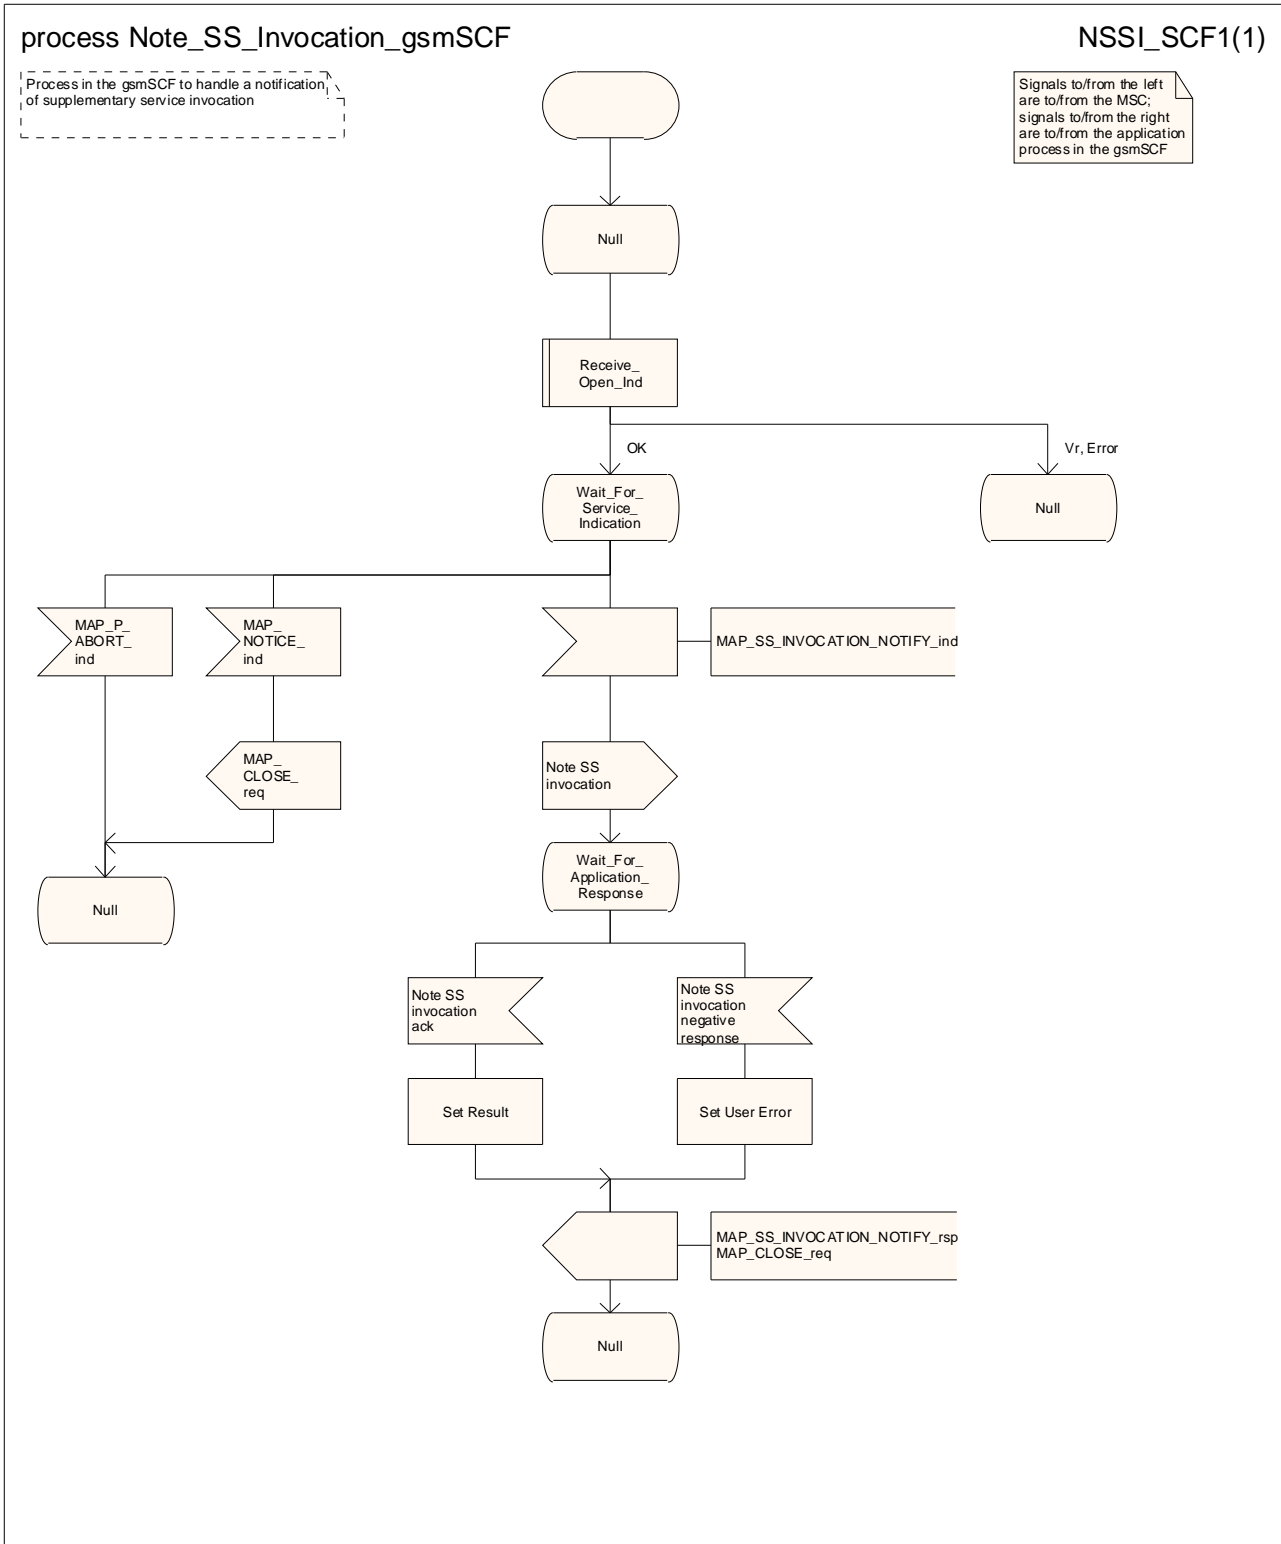 process Note_SS_Invocation_gsmSCF
NSSI_SCF1(1)
Process in the gsmSCF to handle a notification
of supplementary service invocation
Signals to/from the left
are to/from the MSC;
signals to/from the right
are to/from the application
process in the gsmSCF
Null
Receive_
Open_Ind
OK
Vr, Error
Wait_For_
Service_
Indication
Null
MAP_P_
ABORT_
ind
MAP_
NOTICE_
ind
MAP_SS_INVOCATION_NOTIFY_ind
MAP_
CLOSE_
req
Note SS
invocation
Wait_For_
Application_
Response
Null
Note SS
invocation
ack
Note SS
invocation
negative
response
Set Result
Set User Error
MAP_SS_INVOCATION_NOTIFY_rsp
MAP_CLOSE_req
Null